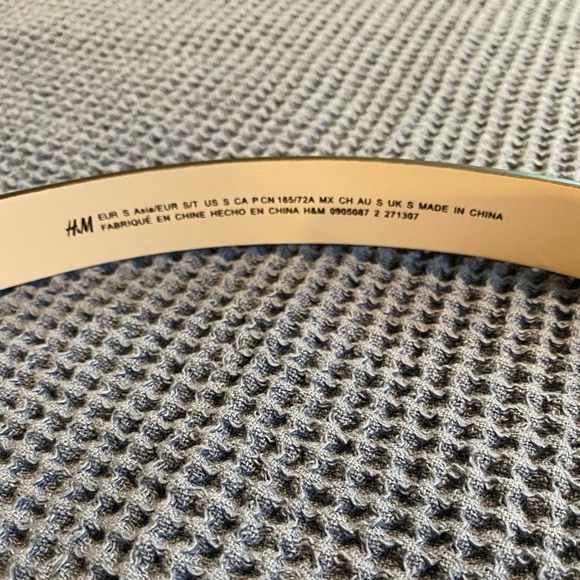 H&M EUR S Asia/EUR S/T US S CA P CN 165/72A MX CH AU S UK S MADE IN CHINA
FABRIQUÉ EN CHINE HECHO EN CHINA H&M 0905087 2 271307